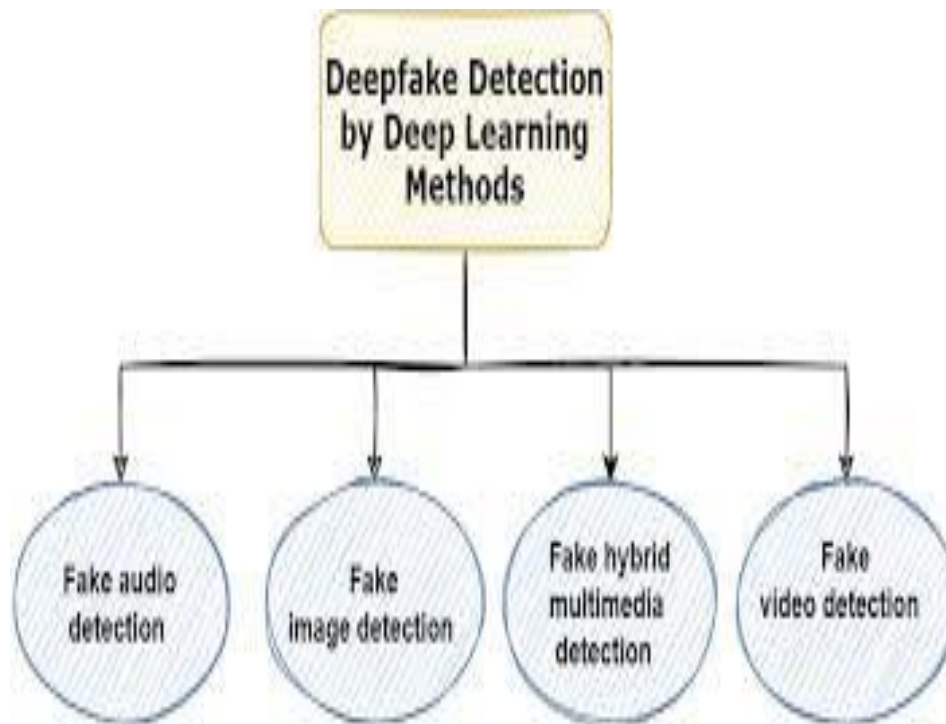 Deepfake Detection
by Deep Learning
Methods
Fake audio
detection
Fake
image detection
Fake hybrid
multimedia
detection
Fake
video detection